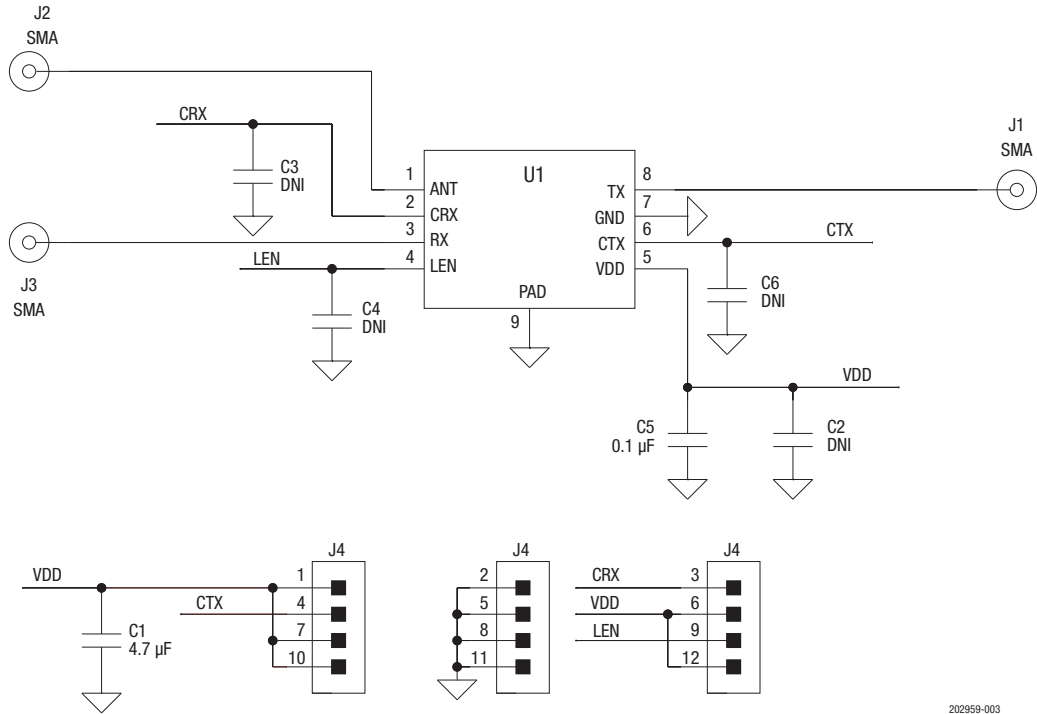 J2
SMA
CRX
C3
DNI
J3
SMA
LEN
C4
DNI
U1
1
ANT
2
CRX
3
RX
4
LEN
8
TX
7
GND
6
CTX
5
VDD
PAD
9
J1
SMA
CTX
C6
DNI
VDD
C5
0.1 µF
C2
DNI
J4
VDD
1
CTX
4
7
10
C1
4.7 µF
J4
2
5
8
11
J4
CRX
3
VDD
6
LEN
9
12
202959-003